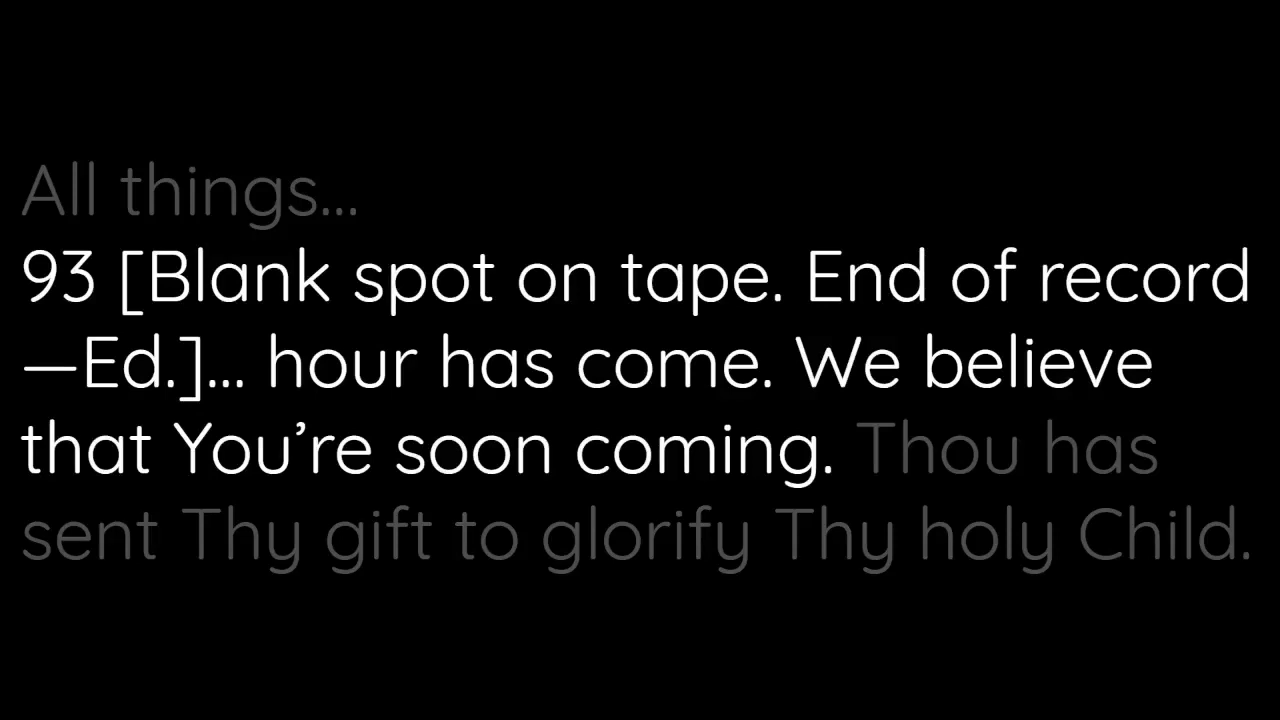 All things...
93 [Blank spot on tape. End of record
—Ed.]... hour has come. We believe
that You’re soon coming. Thou has
sent Thy gift to glorify Thy holy Child.